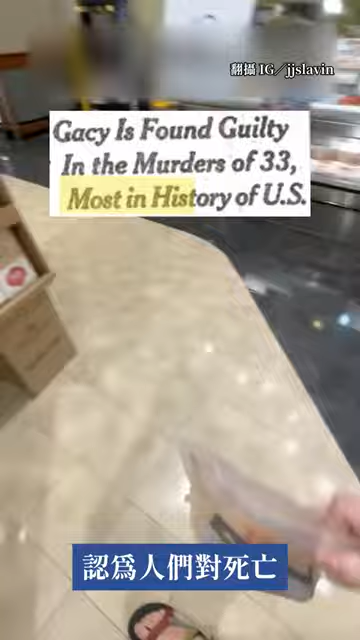 翻攝 IG／jjslavin
Gacy Is Found Guilty
In the Murders of 33,
Most in History of U.S.
認為人們對死亡